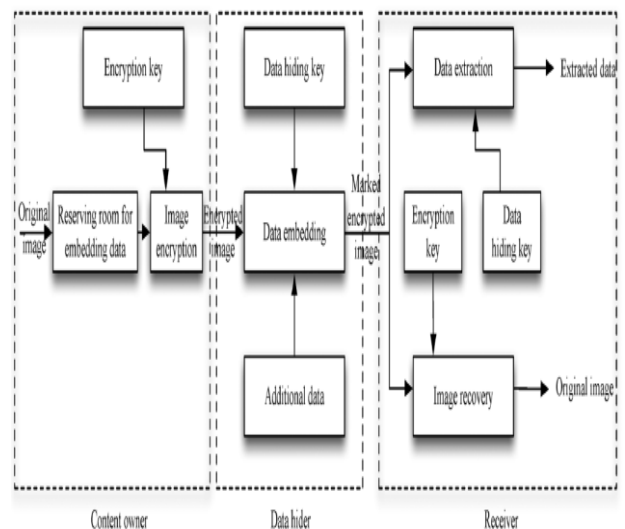 Encryption key
Original
image
Reserving room for
embedding data
Image
encryption
Encrypted
image
Data hiding key
Data embedding
Additional data
Marked
encrypted
image
Data extraction
Extracted data
Encryption
key
Data
hiding key
Image recovery
Original image
Content owner
Data hider
Receiver